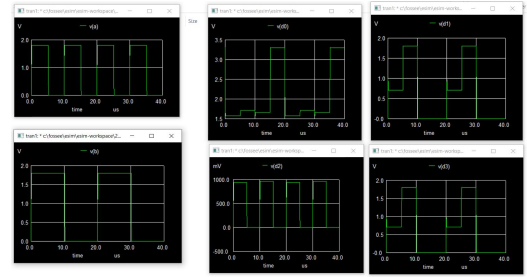 tran1: * c:\fossee\esim-workspace\2...
V
v(a)
2.0
1.5
1.0
0.5
0.0
0.0 10.0 20.0 30.0 40.0
time us
Size
tran1: * c:\fossee\esim\esim-works...
V
v(d0)
3.5
3.0
2.5
2.0
1.5
0.0 10.0 20.0 30.0 40.0
time us
tran1: * c:\fossee\esim\esim-works...
V
v(d1)
2.0
1.5
1.0
0.5
-0.0
0.0 10.0 20.0 30.0 40.0
time us
tran1: * c:\fossee\esim\esim-workspace\2...
V
v(b)
2.0
1.5
1.0
0.5
0.0
0.0 10.0 20.0 30.0 40.0
time us
tran1: * c:\fossee\esim\esim-worksp...
mV
v(d2)
1000.0
500.0
0.0
-500.0
0.0 10.0 20.0 30.0 40.0
time us
tran1: * c:\fossee\esim\esim-works...
V
v(d3)
2.0
1.5
1.0
0.5
-0.0
0.0 10.0 20.0 30.0 40.0
time us